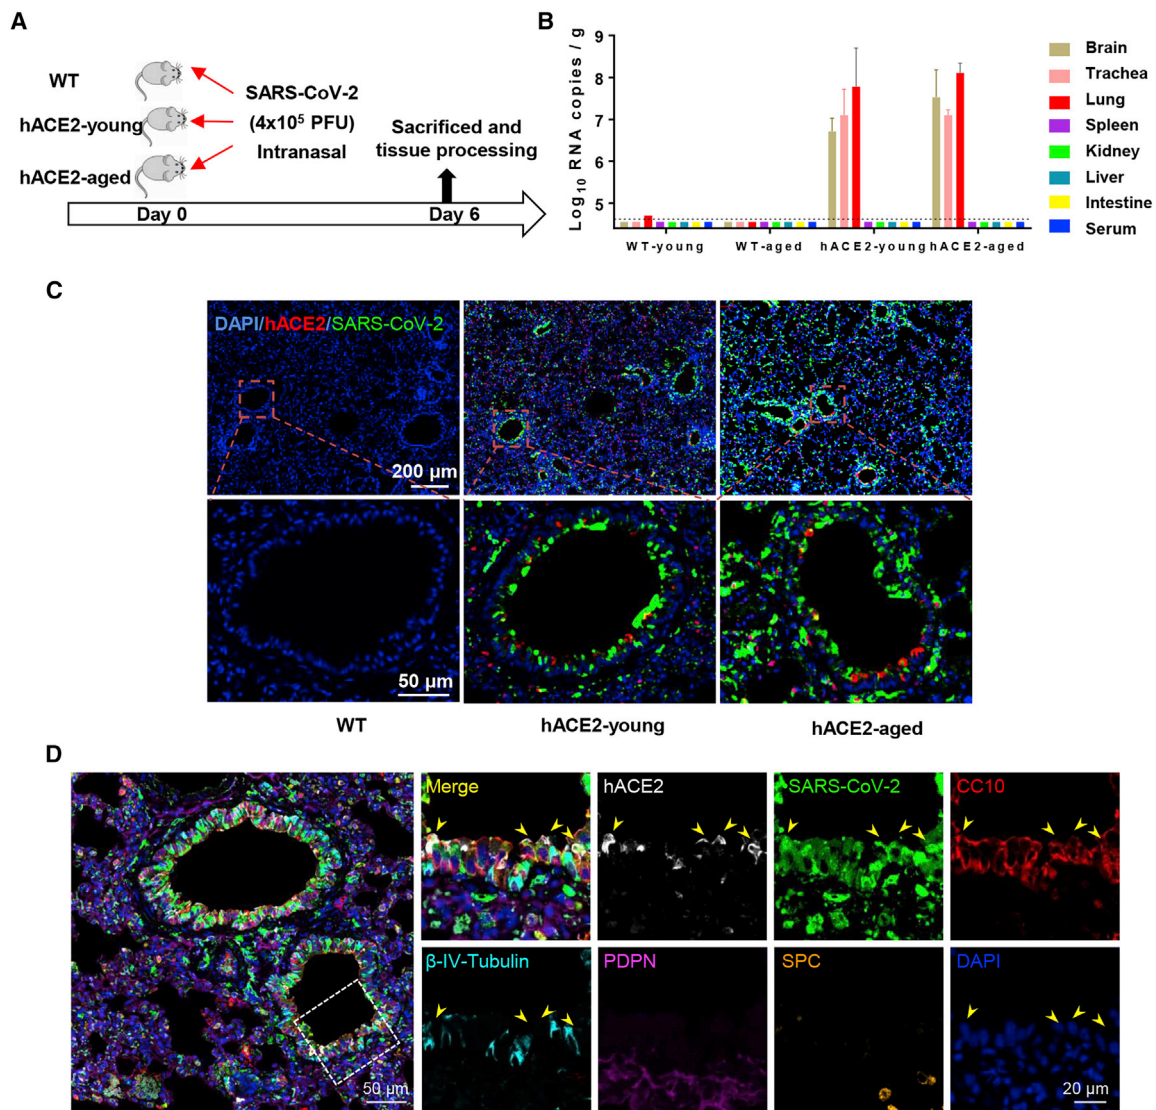 A
WT
hACE2-young
hACE2-aged
SARS-CoV-2
(4x10⁵ PFU)
Intranasal
Sacrificed and
tissue processing
Day 0
Day 6
B
Log₁₀ RNA copies / g
9
8
7
6
5
WT-young
WT-aged
hACE2-young
hACE2-aged
Brain
Trachea
Lung
Spleen
Kidney
Liver
Intestine
Serum
C
DAPI/hACE2/SARS-CoV-2
200 µm
50 µm
WT
hACE2-young
hACE2-aged
D
50 µm
Merge
hACE2
SARS-CoV-2
CC10
β-IV-Tubulin
PDPN
SPC
DAPI
20 µm